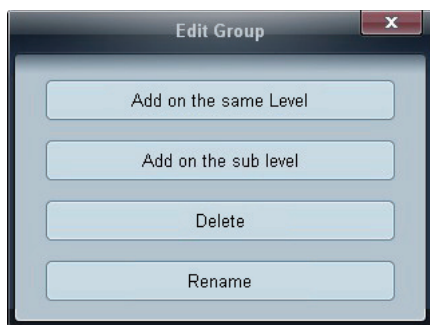 Edit Group
x
Add on the same Level
Add on the sub level
Delete
Rename